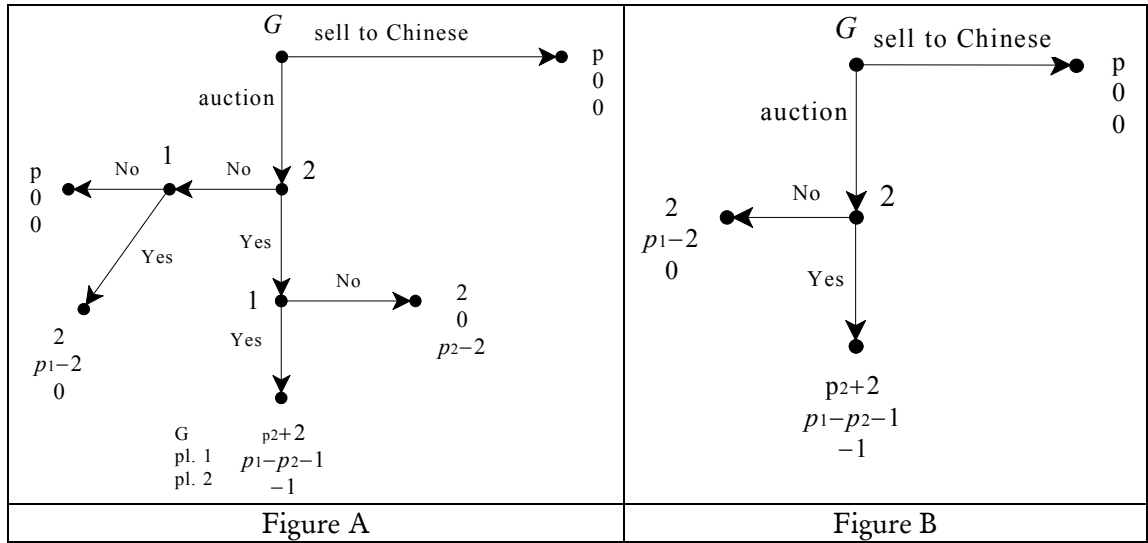 G
sell to Chinese
p
0
0
auction
1
2
No
No
p
0
0
Yes
Yes
1
No
2
0
p2−2
Yes
2
p1−2
0
G
pl. 1
pl. 2
p2+2
p1−p2−1
−1
Figure A
G
sell to Chinese
p
0
0
auction
2
No
2
p1−2
0
Yes
p2+2
p1−p2−1
−1
Figure B